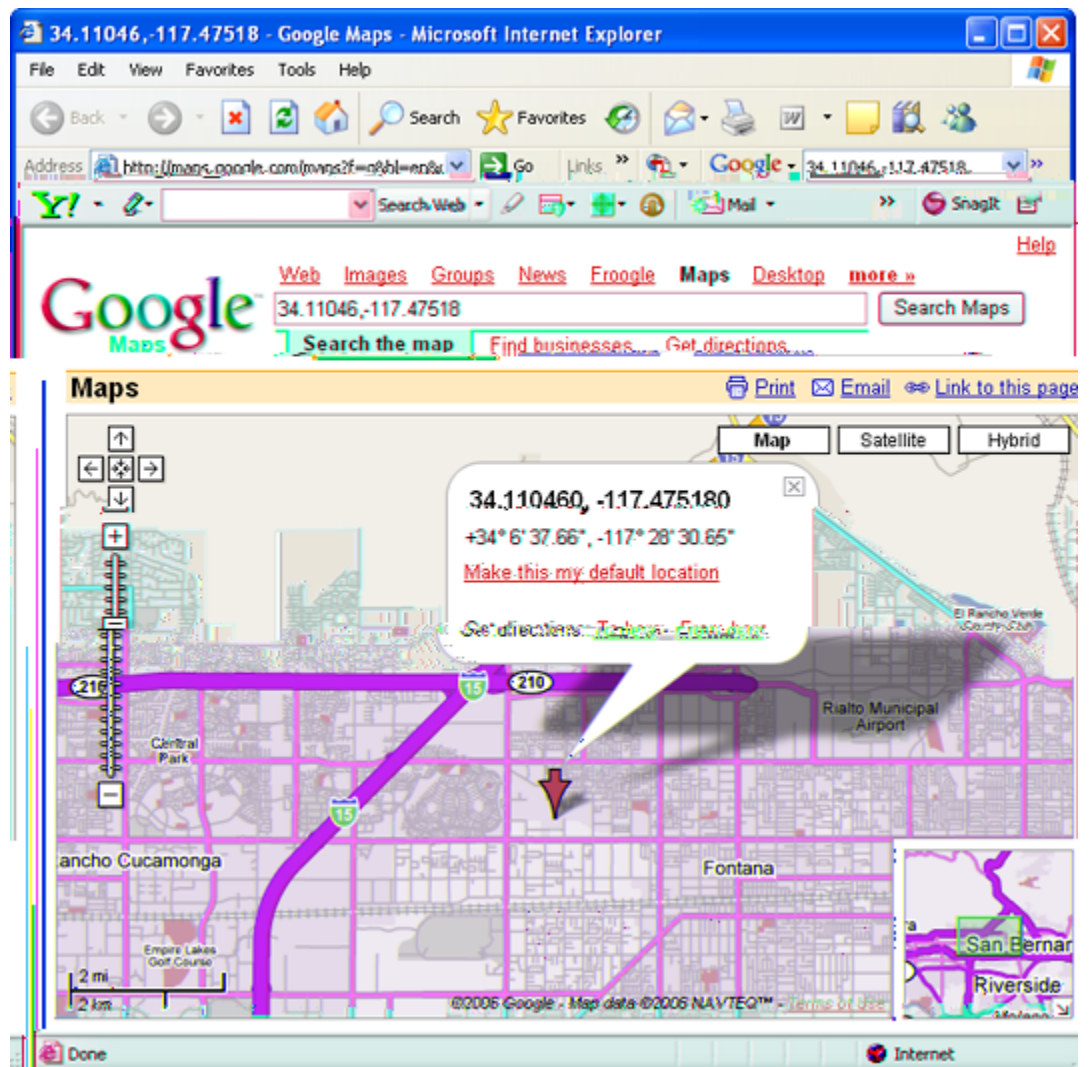 34.11046,-117.47518 - Google Maps - Microsoft Internet Explorer
File Edit View Favorites Tools Help
Back Search Favorites W
Address Go Links » Google 34.11046,-117.47518 »
Y! Search Web Mail » SnagIt
Help
Google Maps
Web Images Groups News Froogle Maps Desktop more »
34.11046,-117.47518 Search Maps
Search the map Find businesses Get directions
Maps Print Email Link to this page
Map Satellite Hybrid
15
34.110460, -117.475180
+34° 6' 37.66", -117° 28' 30.65"
Make this my default location
Get directions: To here - From here
El Rancho Verde
210 15 210
Rialto Municipal
Airport
Central
Park
15
ancho Cucamonga
Fontana
San Bernar
Riverside
Empire Lakes
Golf Course
2 mi
2 km
©2006 Google - Map data ©2006 NAVTEQ™ - Terms of Use
Done Internet